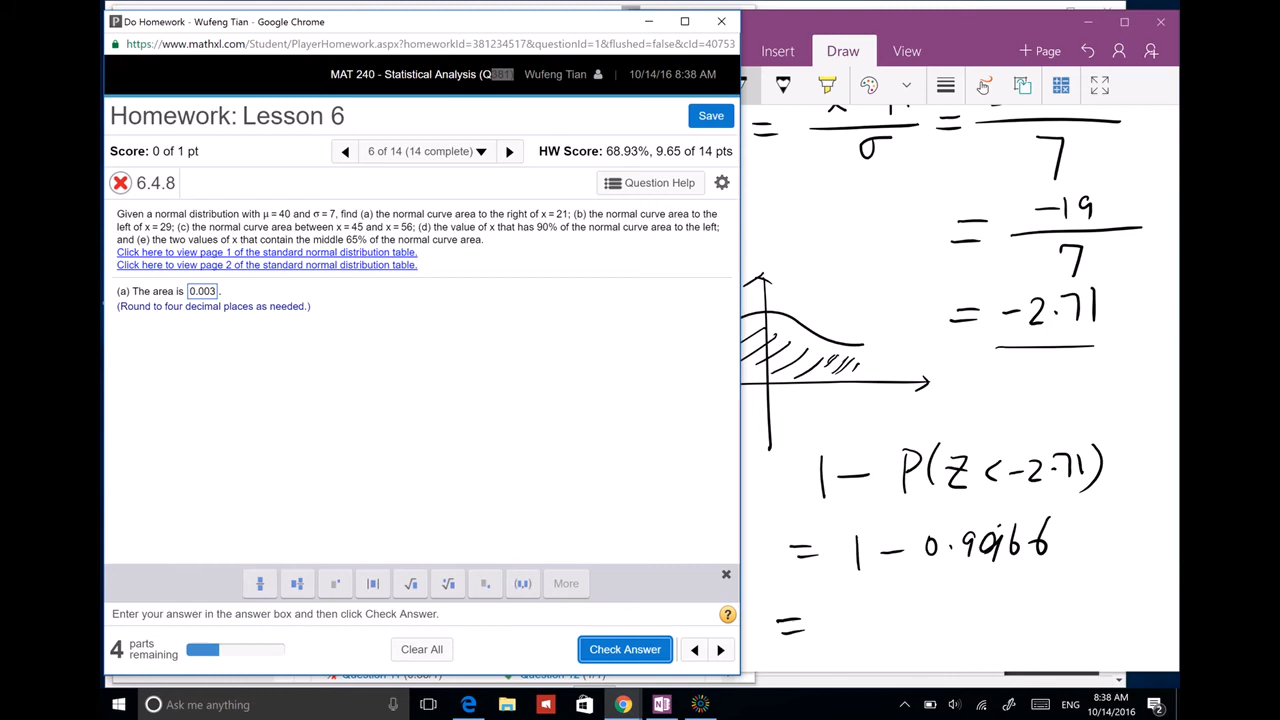 Do Homework - Wufeng Tian - Google Chrome
https://www.mathxl.com/Student/PlayerHomework.aspx?homeworkId=381234517&questionId=1&flushed=false&cId=40753
MAT 240 - Statistical Analysis (Q381) Wufeng Tian 10/14/16 8:38 AM
Homework: Lesson 6
Save
Score: 0 of 1 pt
6 of 14 (14 complete)
HW Score: 68.93%, 9.65 of 14 pts
6.4.8
Question Help
Given a normal distribution with μ = 40 and σ = 7, find (a) the normal curve area to the right of x = 21; (b) the normal curve area to the
left of x = 29; (c) the normal curve area between x = 45 and x = 56; (d) the value of x that has 90% of the normal curve area to the left;
and (e) the two values of x that contain the middle 65% of the normal curve area.
Click here to view page 1 of the standard normal distribution table.
Click here to view page 2 of the standard normal distribution table.
(a) The area is 0.003.
(Round to four decimal places as needed.)
More
Enter your answer in the answer box and then click Check Answer.
?
4 parts remaining
Clear All
Check Answer
Insert Draw View
+ Page
=
σ
=
7
= -19
7
= -2.71
1 - P(Z < -2.71)
= 1 - 0.9966
=
Ask me anything
ENG
8:38 AM
10/14/2016
2